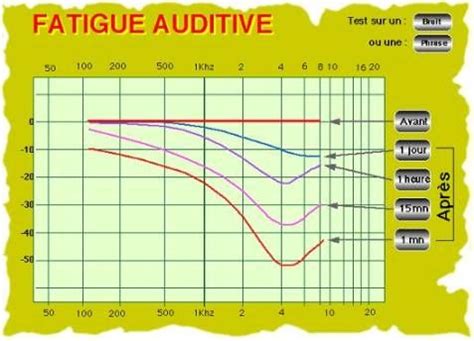 FATIGUE AUDITIVE
Test sur un : Bruit
ou une : Phrase
50 100 200 500 1Khz 2 4 6 8 10 16 20
0
-10
-20
-30
-40
-50
Avant
1 jour
1 heure
15mn
1 mn
Après
50 100 200 500 1Khz 2 4 10 20